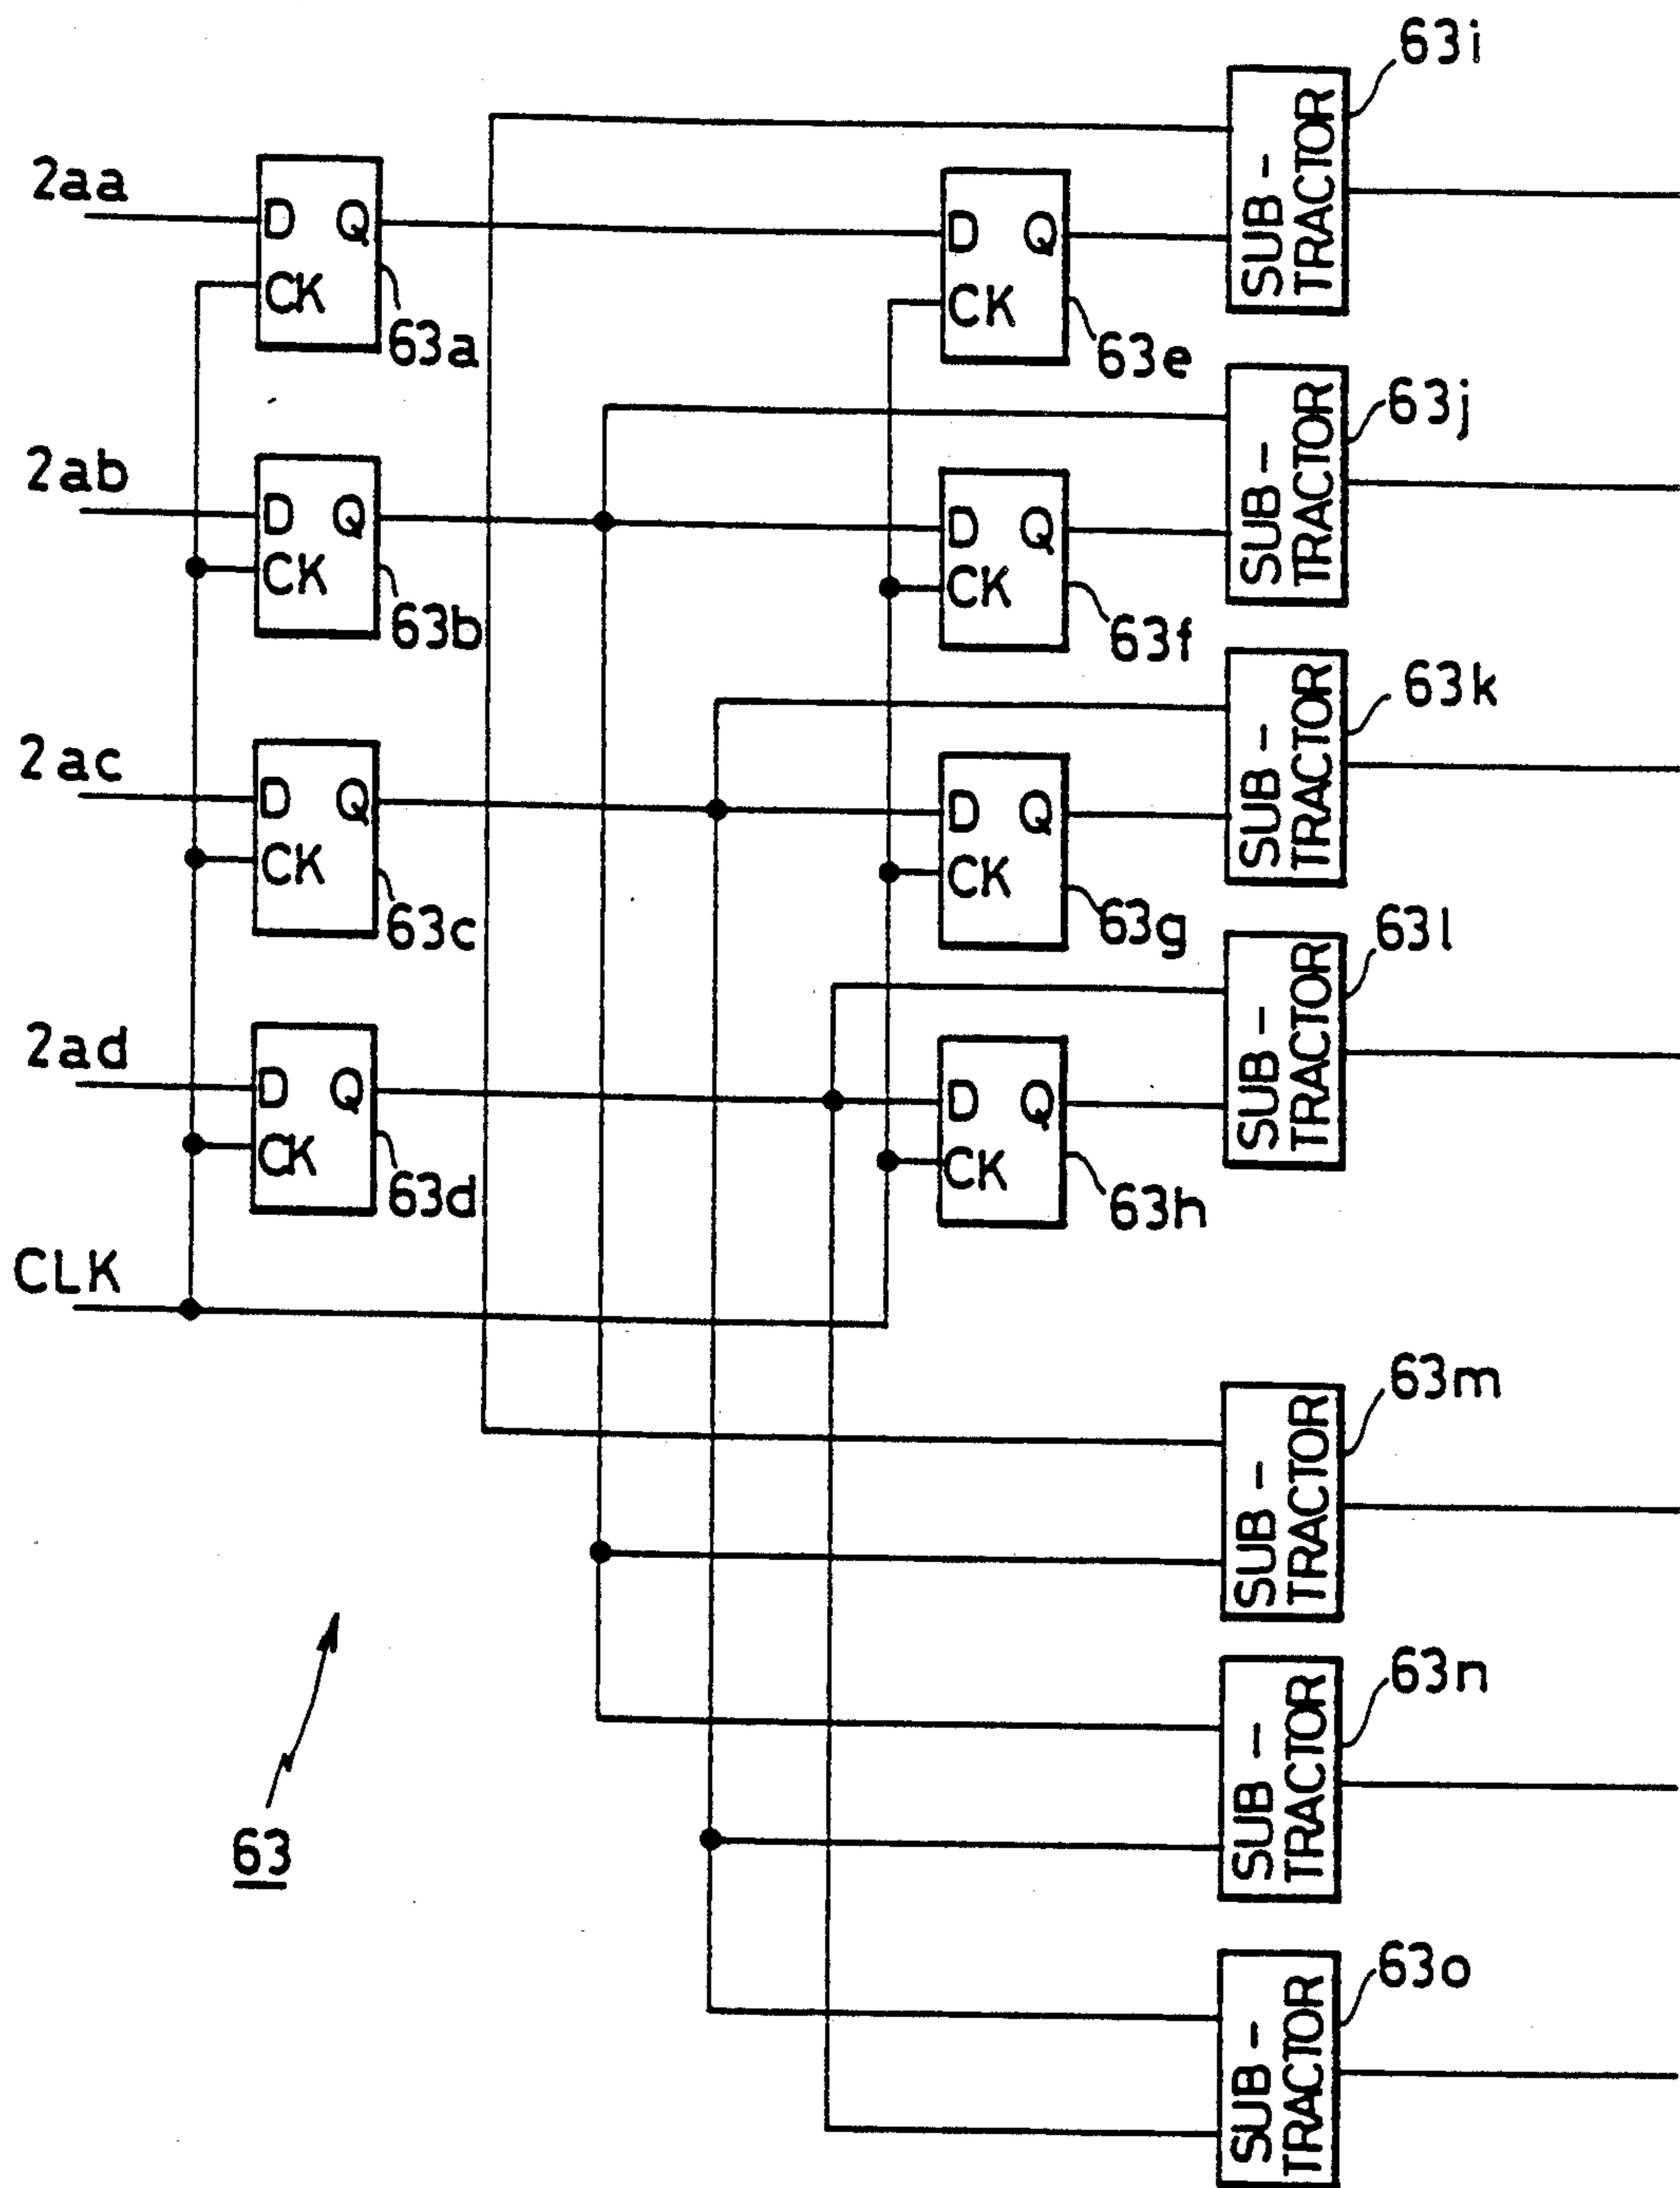 63i
SUB-
TRACTOR
2aa
D Q
CK
63a
D Q
CK
63e
63j
SUB-
TRACTOR
2ab
D Q
CK
63b
D Q
CK
63f
63k
SUB-
TRACTOR
2ac
D Q
CK
63c
D Q
CK
63g
63l
SUB-
TRACTOR
2ad
D Q
CK
63d
D Q
CK
63h
CLK
63m
SUB-
TRACTOR
63n
SUB-
TRACTOR
63
63o
SUB-
TRACTOR